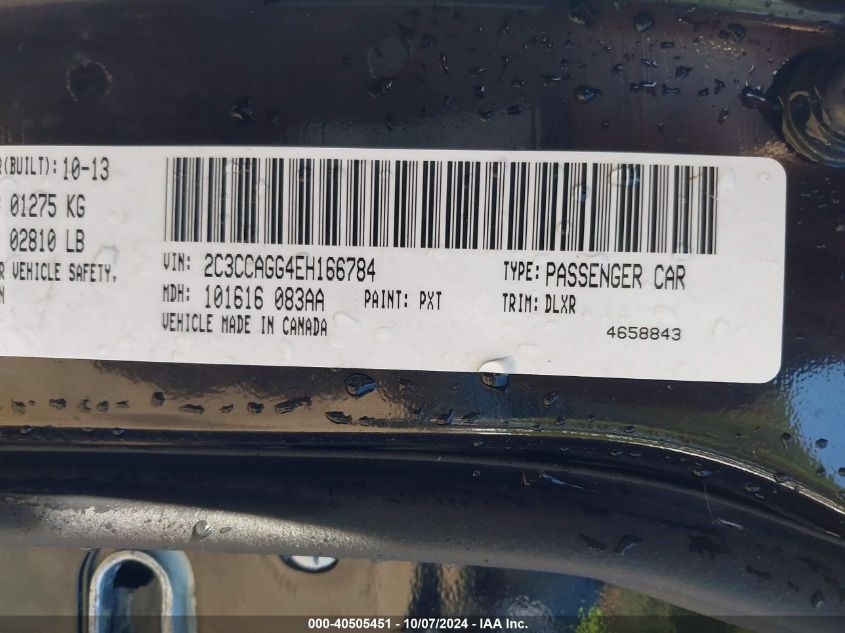 R(BUILT): 10-13
01275 KG
02810 LB
R VEHICLE SAFETY,
N
VIN: 2C3CCAGG4EH166784
TYPE: PASSENGER CAR
MDH: 101616 083AA
PAINT: PXT
TRIM: DLXR
VEHICLE MADE IN CANADA
4658843
000-40505451 - 10/07/2024 - IAA Inc.